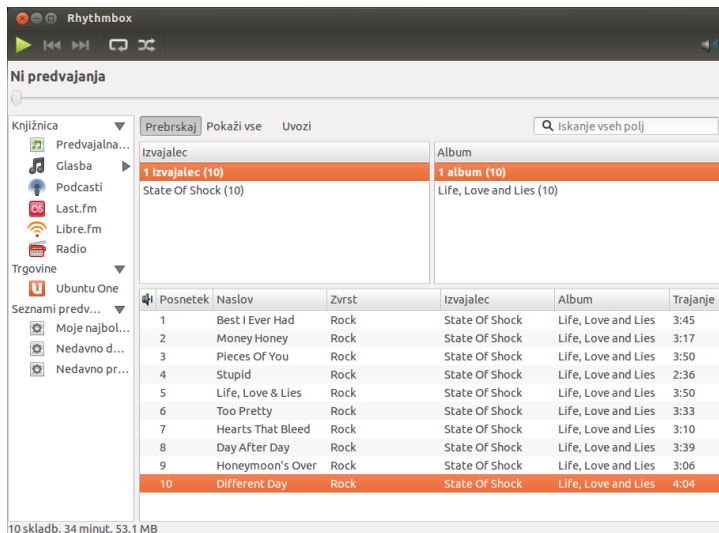 Rhythmbox
Ni predvajanja
Knjižnica
Predvajalna...
Glasba
Podcasti
Last.fm
Libre.fm
Radio
Trgovine
Ubuntu One
Seznami predv...
Moje najbol...
Nedavno d...
Nedavno pr...
Prebrskaj Pokaži vse Uvozi
Iskanje vseh polj
Izvajalec
1 izvajalec (10)
State Of Shock (10)
Album
1 album (10)
Life, Love and Lies (10)
Posnetek Naslov Zvrst Izvajalec Album Trajanje
1 Best I Ever Had Rock State Of Shock Life, Love and Lies 3:45
2 Money Honey Rock State Of Shock Life, Love and Lies 3:17
3 Pieces Of You Rock State Of Shock Life, Love and Lies 3:50
4 Stupid Rock State Of Shock Life, Love and Lies 2:36
5 Life, Love & Lies Rock State Of Shock Life, Love and Lies 3:50
6 Too Pretty Rock State Of Shock Life, Love and Lies 3:33
7 Hearts That Bleed Rock State Of Shock Life, Love and Lies 3:10
8 Day After Day Rock State Of Shock Life, Love and Lies 3:39
9 Honeymoon's Over Rock State Of Shock Life, Love and Lies 3:06
10 Different Day Rock State Of Shock Life, Love and Lies 4:04
10 skladb, 34 minut, 53,1 MB